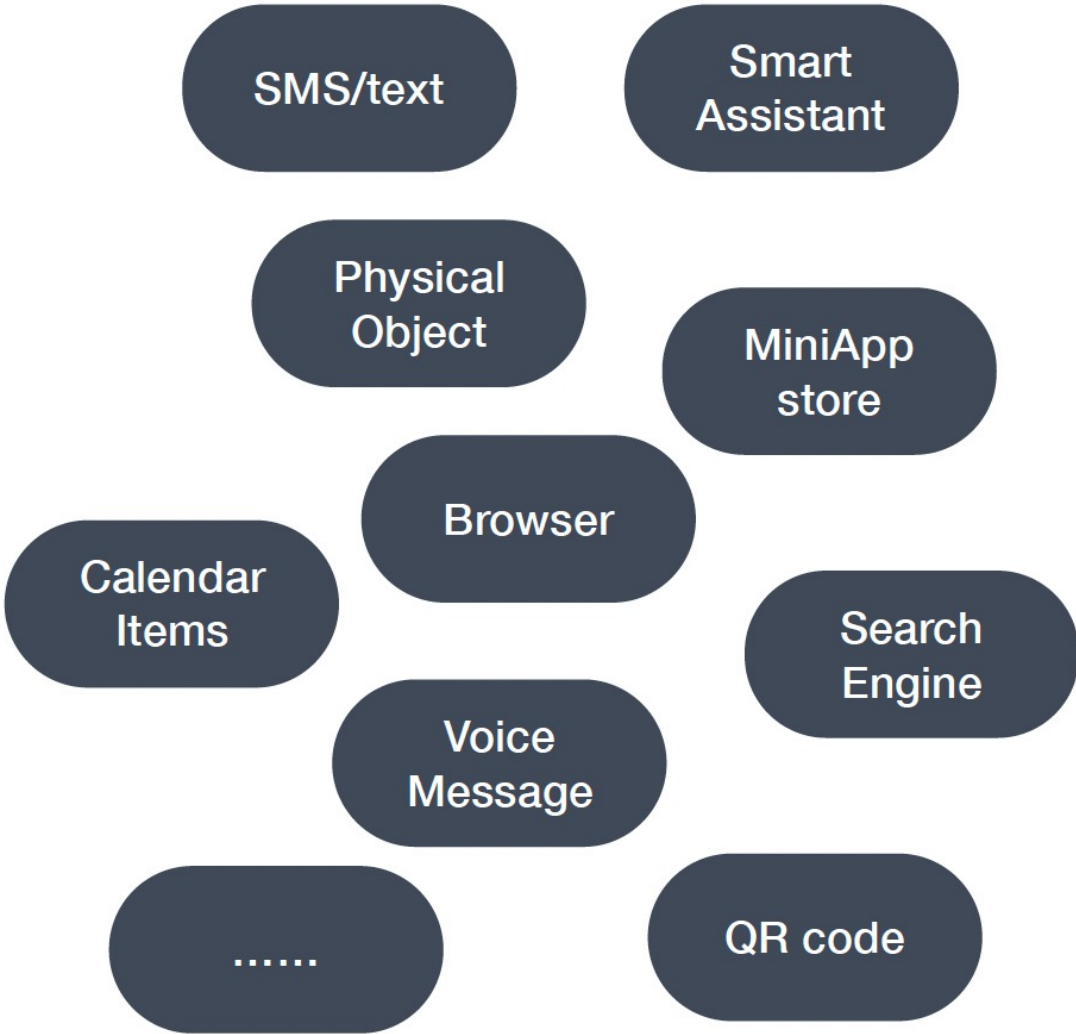 SMS/text
Smart
Assistant
Physical
Object
MiniApp
store
Browser
Calendar
Items
Search
Engine
Voice
Message
......
QR code